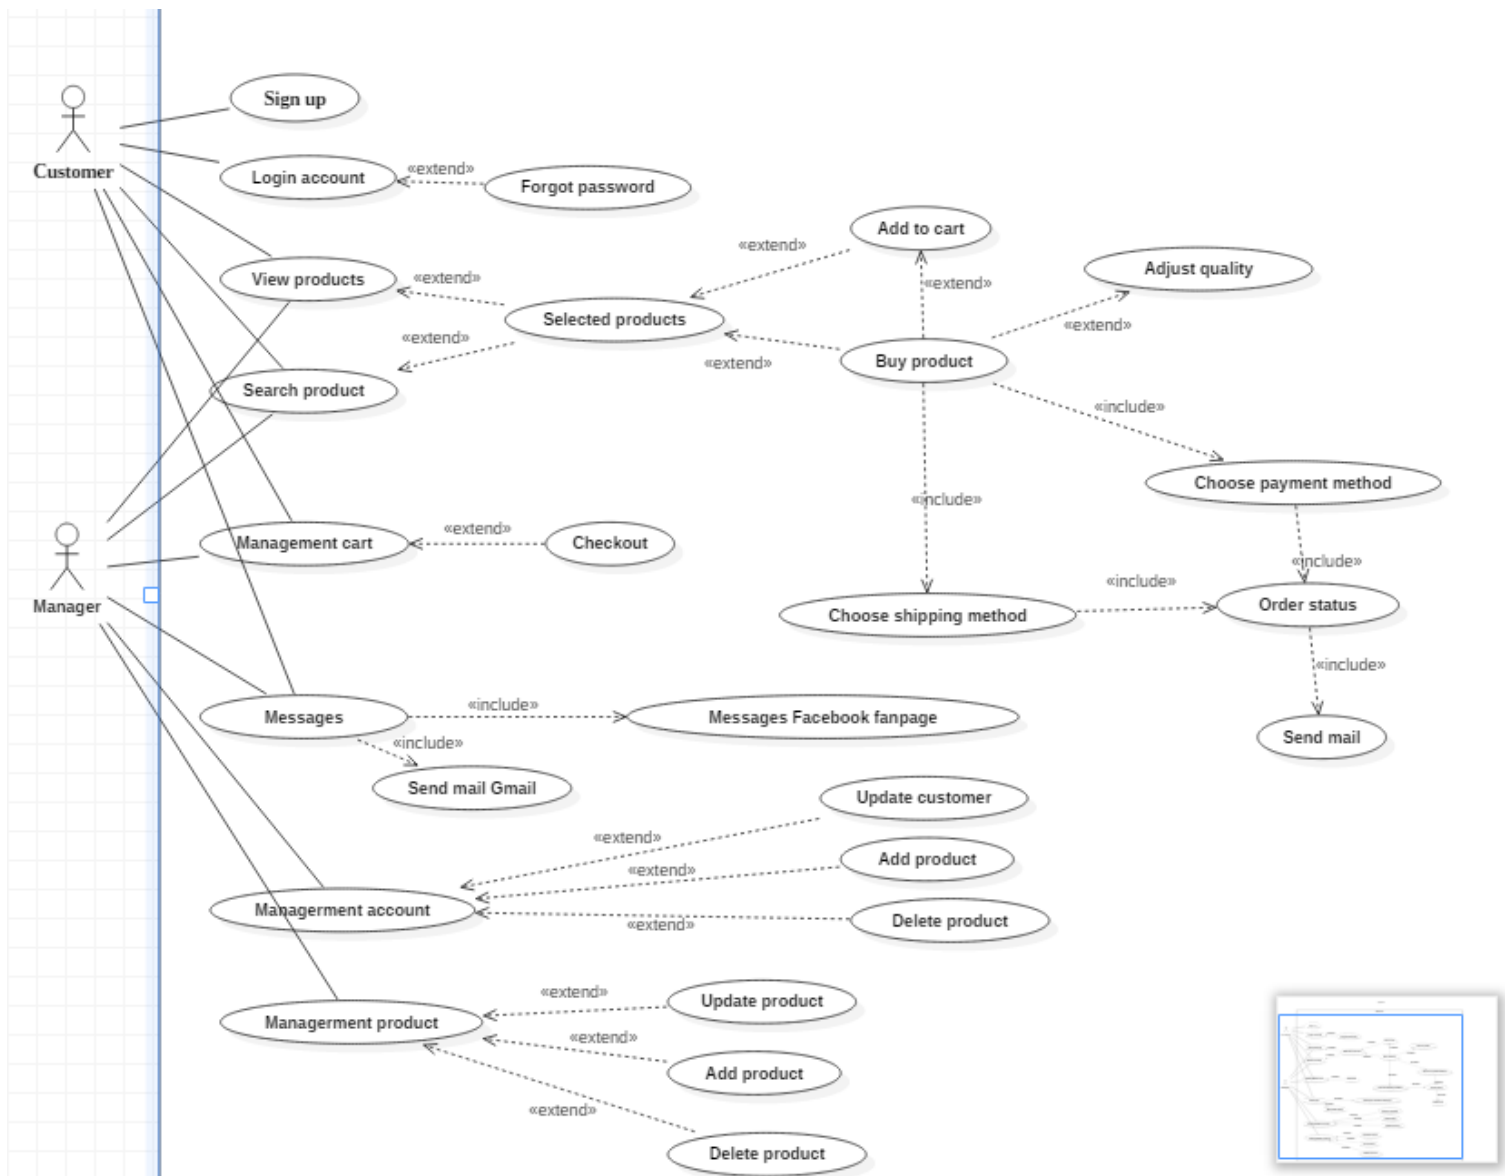 Sign up
Customer
Login account
«extend»
Forgot password
Add to cart
«extend»
View products
«extend»
«extend»
Adjust quality
Selected products
«extend»
«extend»
«extend»
Buy product
Search product
«include»
Choose payment method
«include»
Management cart
«extend»
Checkout
Manager
«include»
«include»
Choose shipping method
Order status
«include»
Messages
«include»
Messages Facebook fanpage
Send mail
«include»
Send mail Gmail
Update customer
«extend»
Add product
«extend»
Managerment account
Delete product
«extend»
Update product
«extend»
Managerment product
«extend»
Add product
«extend»
Delete product